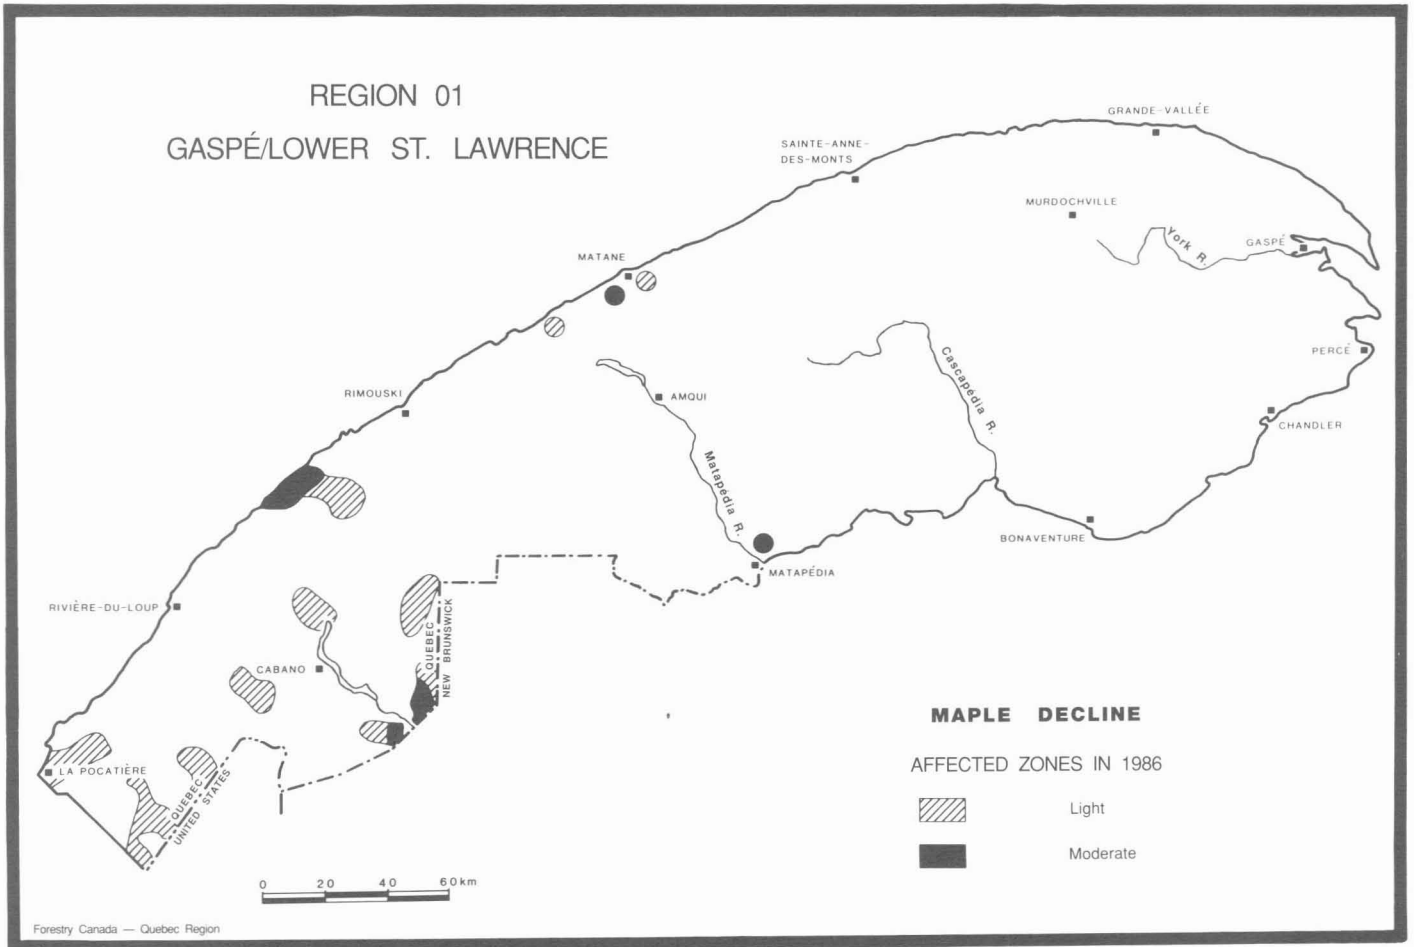 REGION 01
GASPÉ/LOWER ST. LAWRENCE
GRANDE-VALLÉE
SAINTE-ANNE-
DES-MONTS
MURDOCHVILLE
York R.
GASPÉ
MATANE
PERCÉ
Cascapédia R.
RIMOUSKI
AMQUI
CHANDLER
Matapédia R.
BONAVENTURE
MATAPÉDIA
RIVIÈRE-DU-LOUP
QUEBEC
NEW BRUNSWICK
CABANO
LA POCATIÈRE
QUEBEC
UNITED STATES
MAPLE DECLINE
AFFECTED ZONES IN 1986
Light
Moderate
0 20 40 60 km
Forestry Canada — Quebec Region